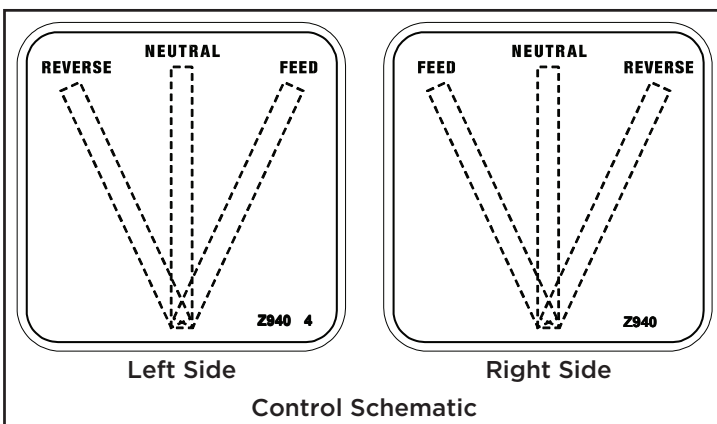 NEUTRAL
REVERSE FEED
Z940 4
Left Side
NEUTRAL
FEED REVERSE
Z940
Right Side
Control Schematic